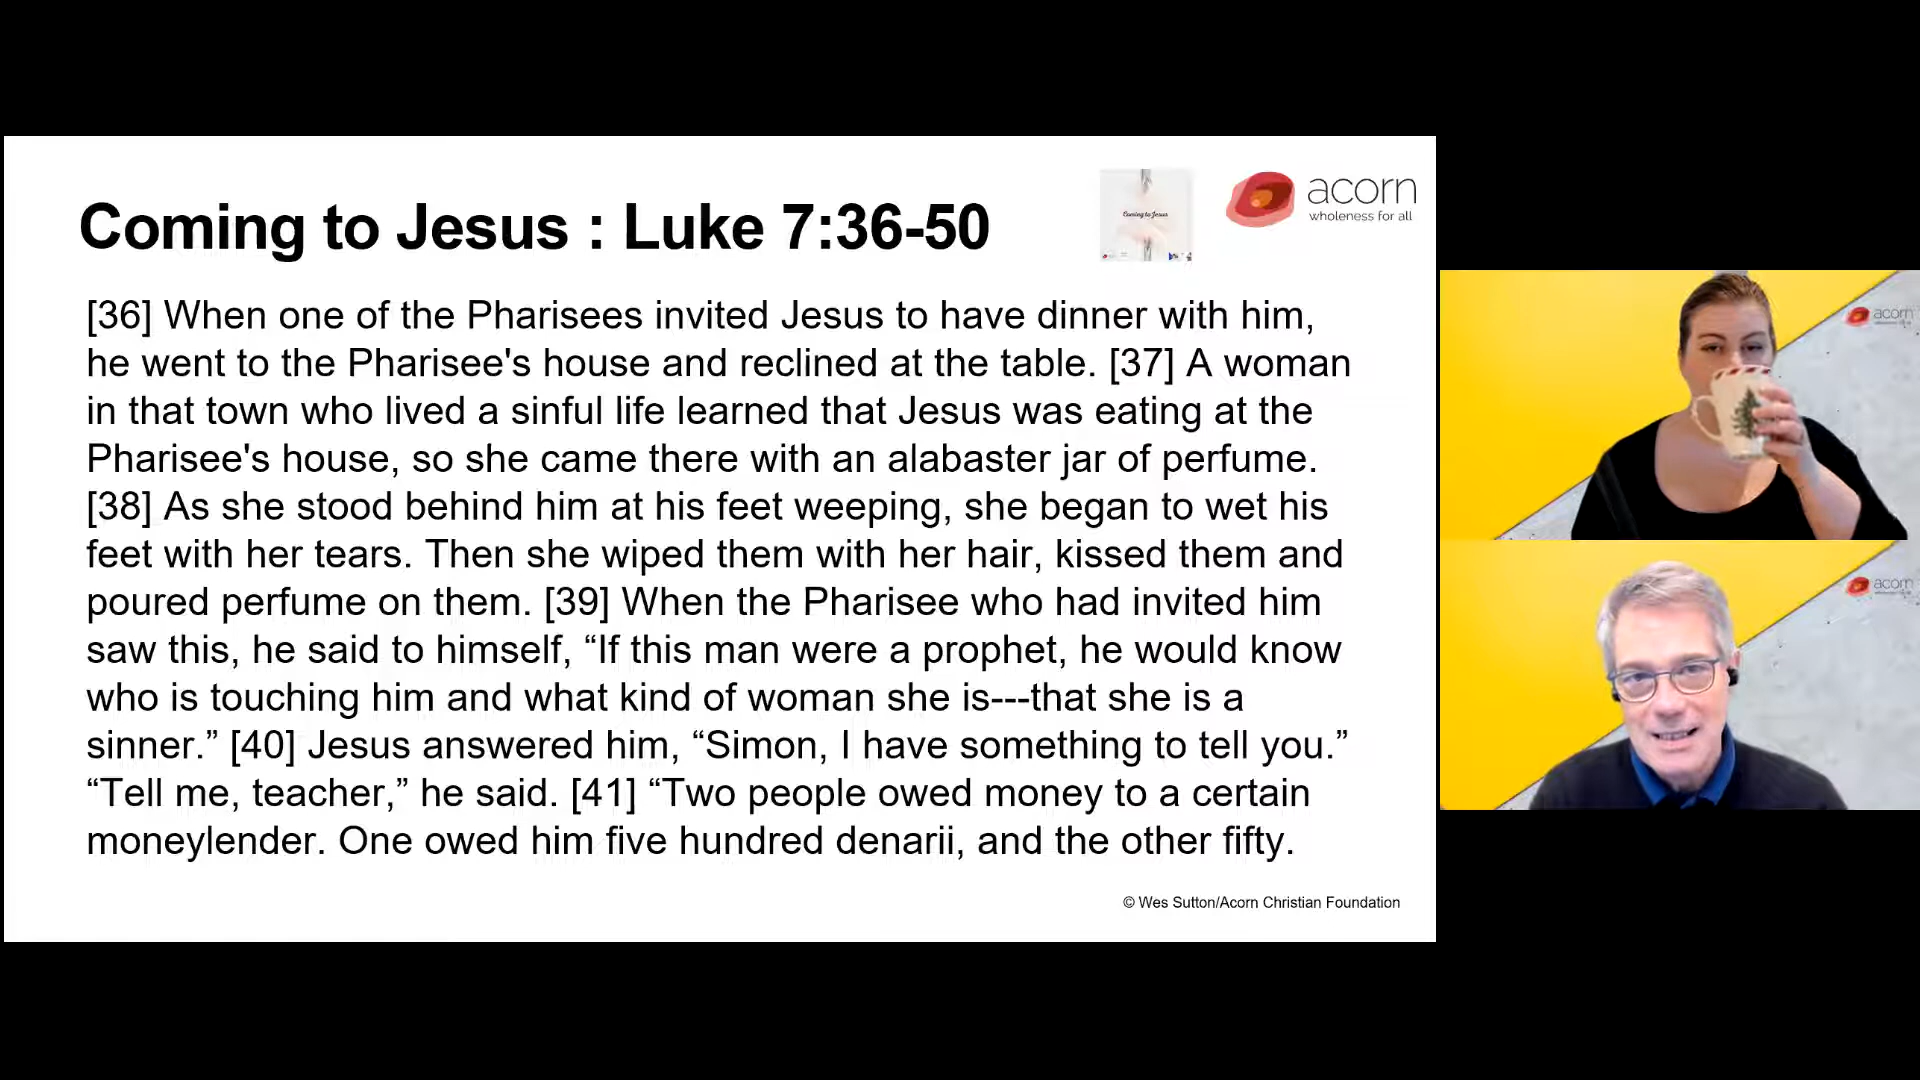 Coming to Jesus : Luke 7:36-50
Coming to Jesus
acorn
wholeness for all
[36] When one of the Pharisees invited Jesus to have dinner with him,
he went to the Pharisee's house and reclined at the table. [37] A woman
in that town who lived a sinful life learned that Jesus was eating at the
Pharisee's house, so she came there with an alabaster jar of perfume.
[38] As she stood behind him at his feet weeping, she began to wet his
feet with her tears. Then she wiped them with her hair, kissed them and
poured perfume on them. [39] When the Pharisee who had invited him
saw this, he said to himself, “If this man were a prophet, he would know
who is touching him and what kind of woman she is---that she is a
sinner.” [40] Jesus answered him, “Simon, I have something to tell you.”
“Tell me, teacher,” he said. [41] “Two people owed money to a certain
moneylender. One owed him five hundred denarii, and the other fifty.
© Wes Sutton/Acorn Christian Foundation
acorn
acorn